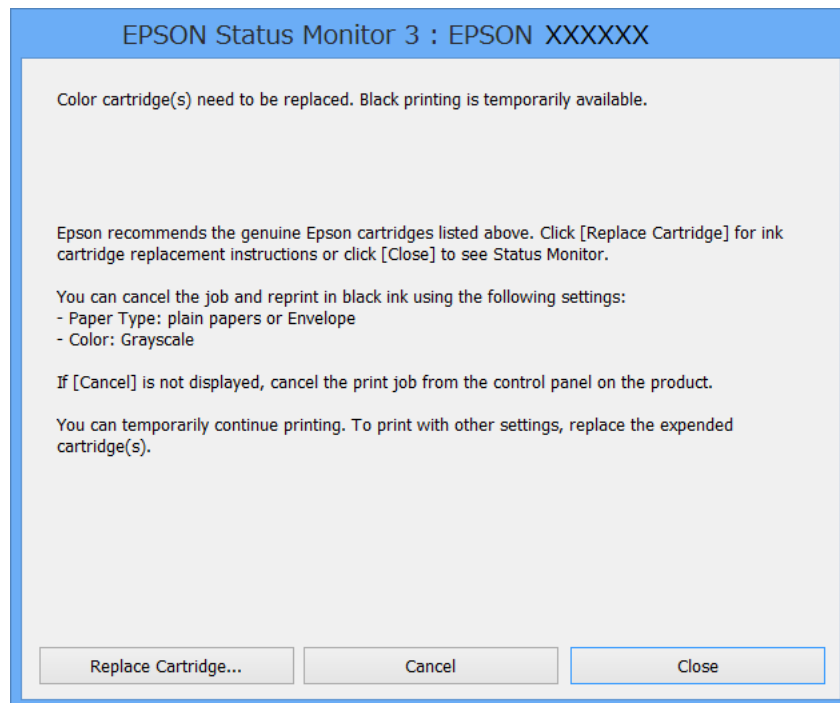 EPSON Status Monitor 3 : EPSON XXXXXX
Color cartridge(s) need to be replaced. Black printing is temporarily available.
Epson recommends the genuine Epson cartridges listed above. Click [Replace Cartridge] for ink
cartridge replacement instructions or click [Close] to see Status Monitor.
You can cancel the job and reprint in black ink using the following settings:
- Paper Type: plain papers or Envelope
- Color: Grayscale
If [Cancel] is not displayed, cancel the print job from the control panel on the product.
You can temporarily continue printing. To print with other settings, replace the expended
cartridge(s).
Replace Cartridge... Cancel Close